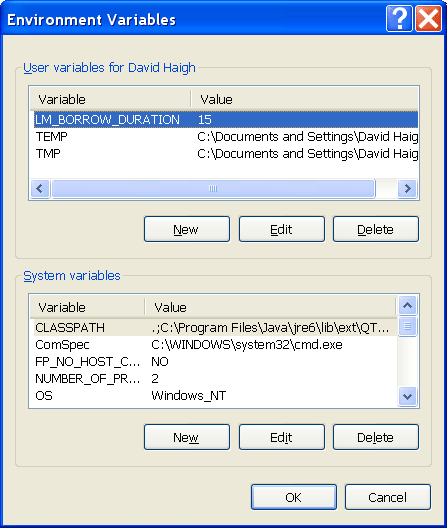 Environment Variables
User variables for David Haigh
Variable Value
LM_BORROW_DURATION 15
TEMP C:\Documents and Settings\David Haig
TMP C:\Documents and Settings\David Haig
New Edit Delete
System variables
Variable Value
CLASSPATH .;C:\Program Files\Java\jre6\lib\ext\QT...
ComSpec C:\WINDOWS\system32\cmd.exe
FP_NO_HOST_C... NO
NUMBER_OF_PR... 2
OS Windows_NT
New Edit Delete
OK Cancel